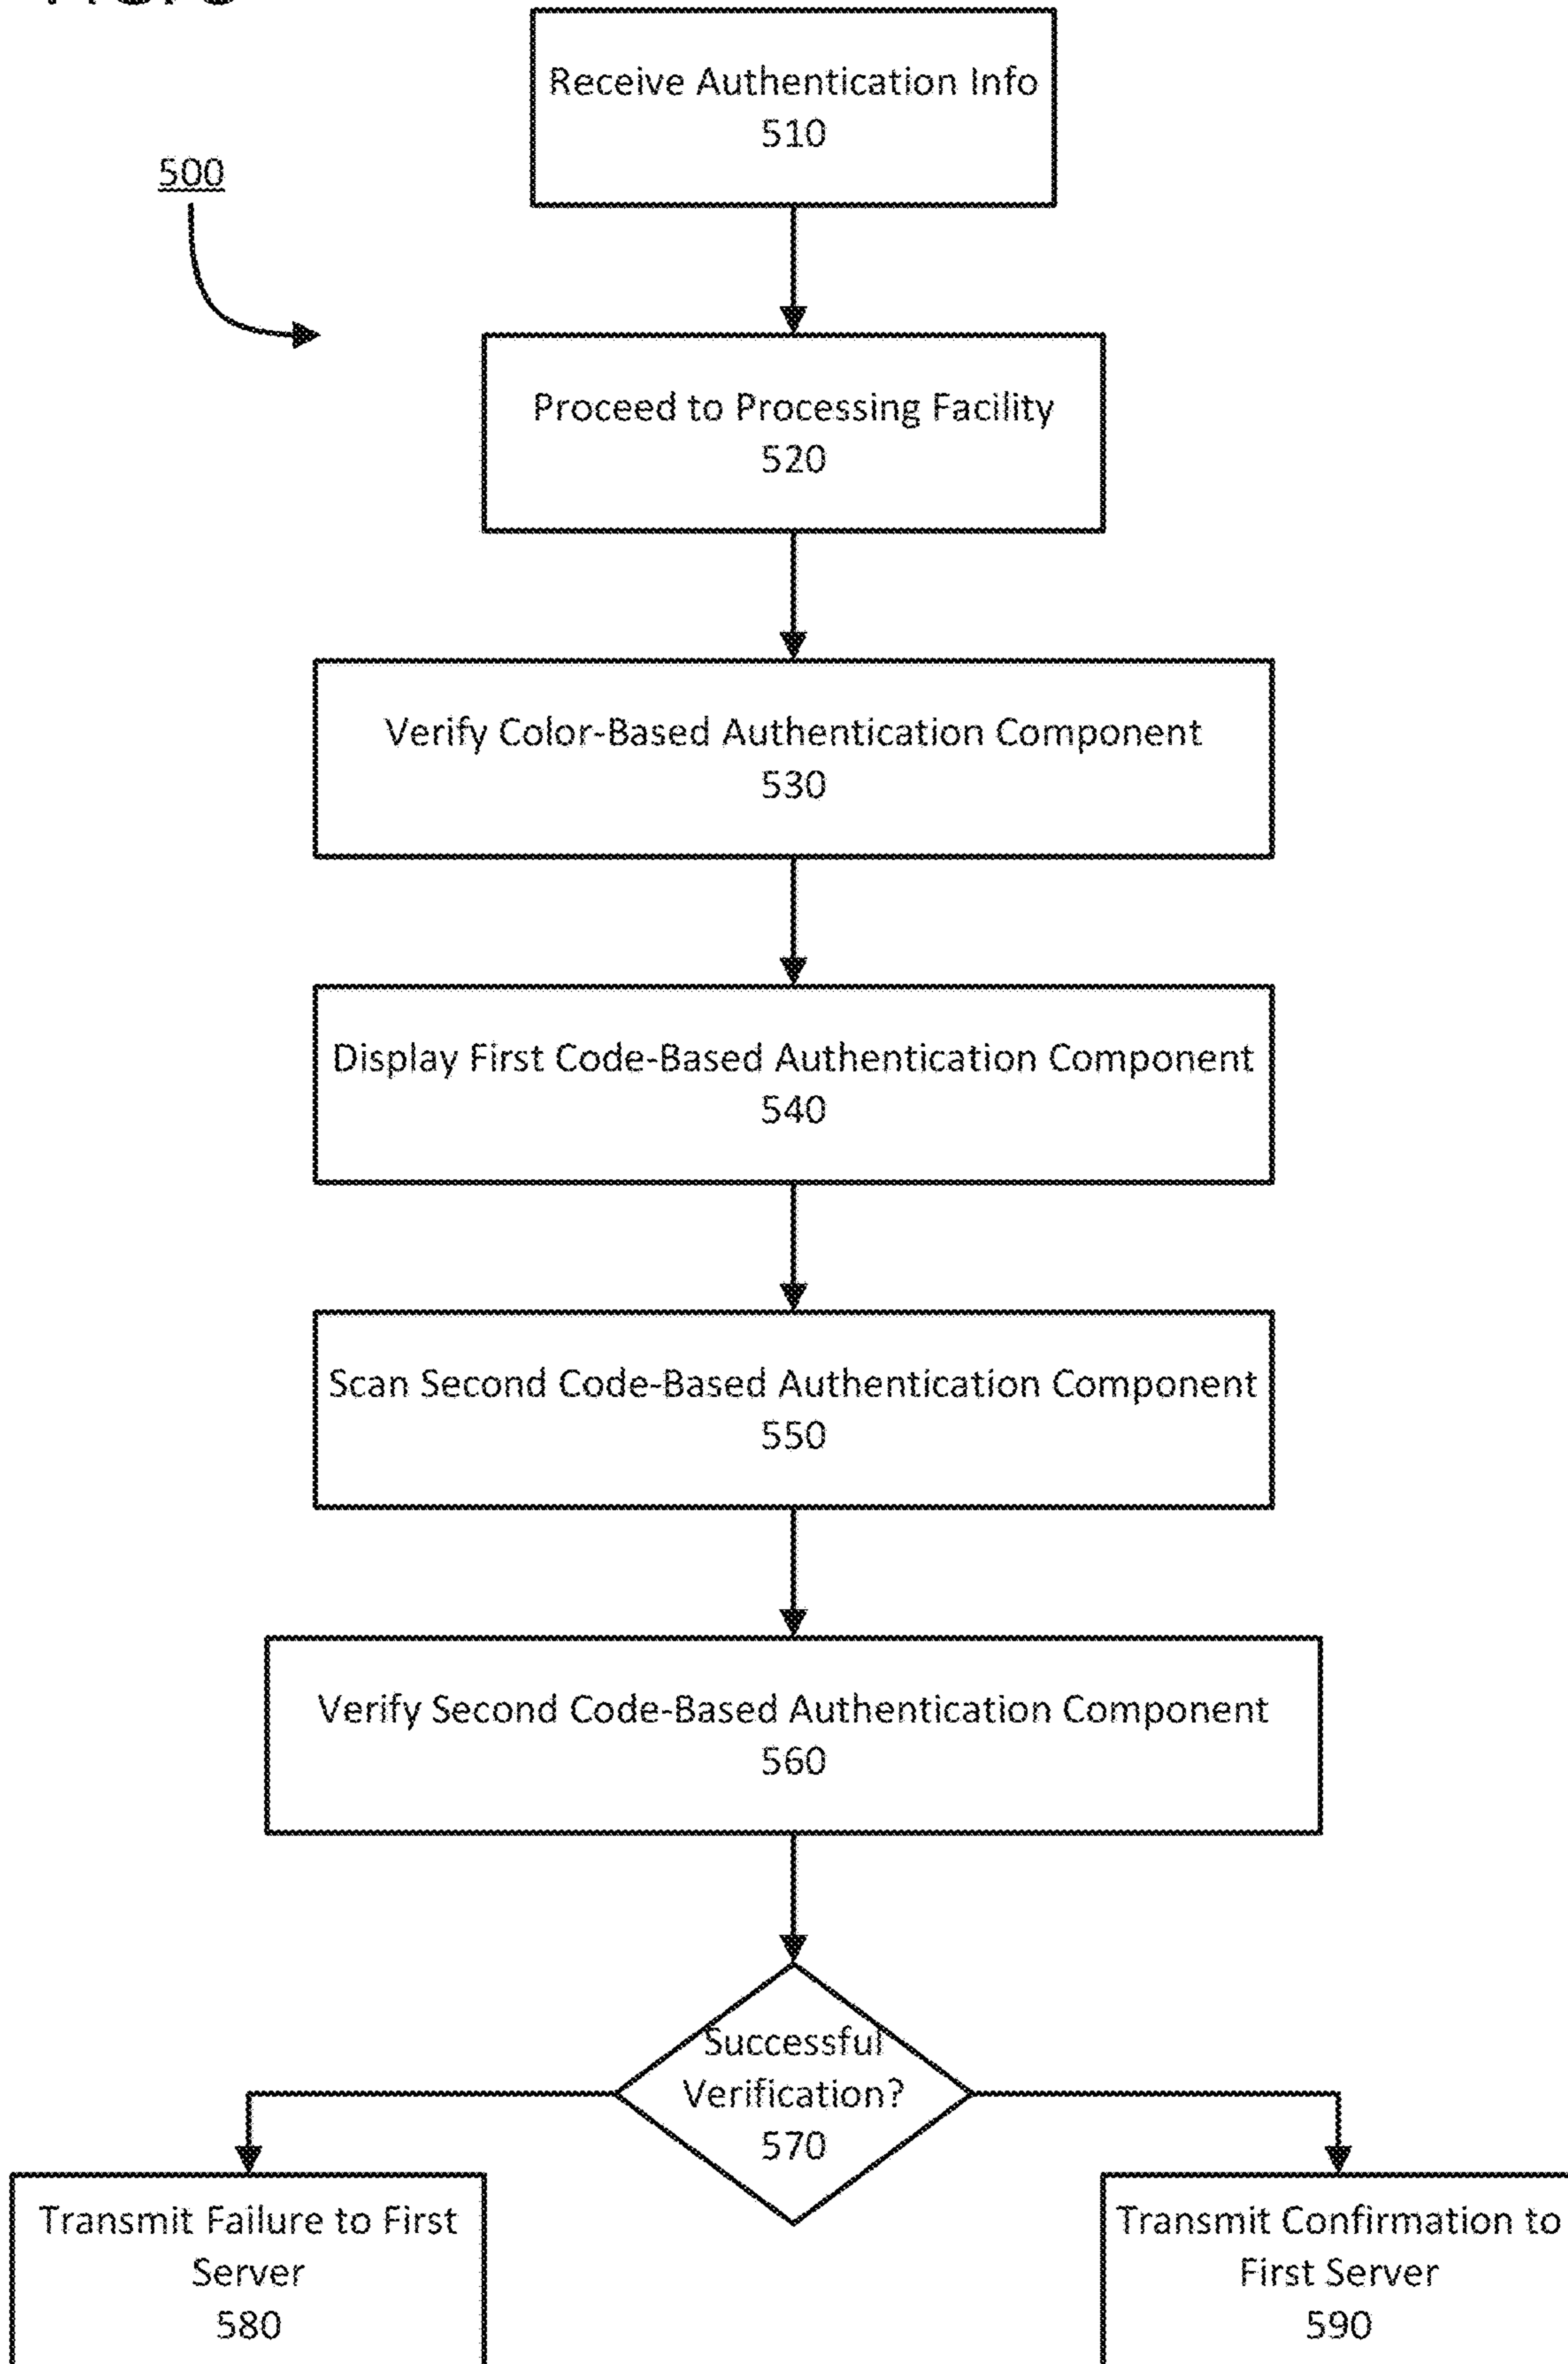 Receive Authentication Info
510
500
Proceed to Processing Facility
520
Verify Color-Based Authentication Component
530
Display First Code-Based Authentication Component
540
Scan Second Code-Based Authentication Component
550
Verify Second Code-Based Authentication Component
560
Successful
Verification?
570
Transmit Failure to First
Server
580
Transmit Confirmation to
First Server
590